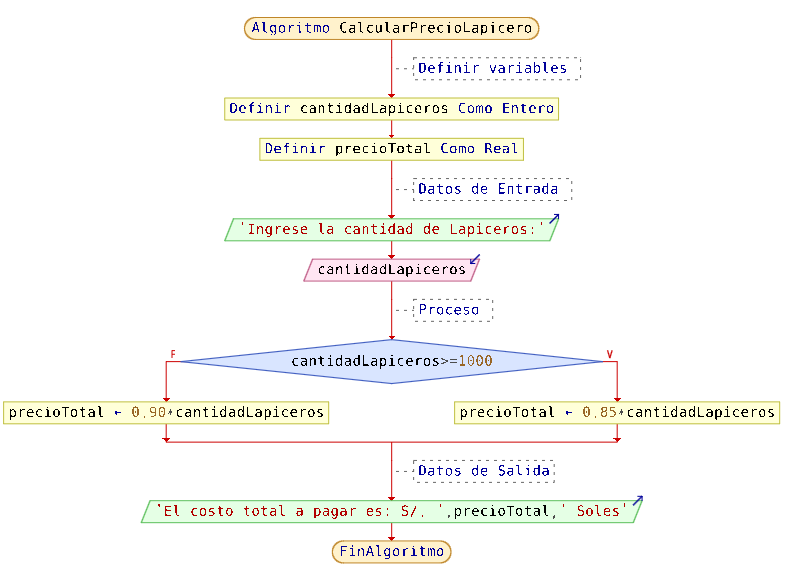 Algoritmo CalcularPrecioLapicero
Definir variables
Definir cantidadLapiceros Como Entero
Definir precioTotal Como Real
Datos de Entrada
'Ingrese la cantidad de Lapiceros:'
cantidadLapiceros
Proceso
F
V
cantidadLapiceros>=1000
precioTotal ← 0.90*cantidadLapiceros
precioTotal ← 0.85*cantidadLapiceros
Datos de Salida
'El costo total a pagar es: S/. ',precioTotal,' Soles'
FinAlgoritmo